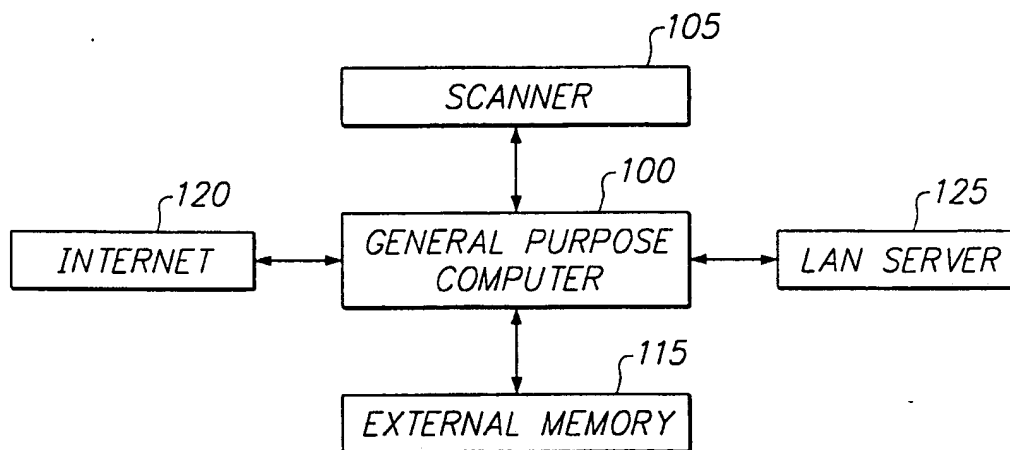 105
SCANNER
120
100
125
INTERNET
GENERAL PURPOSE
COMPUTER
LAN SERVER
115
EXTERNAL MEMORY